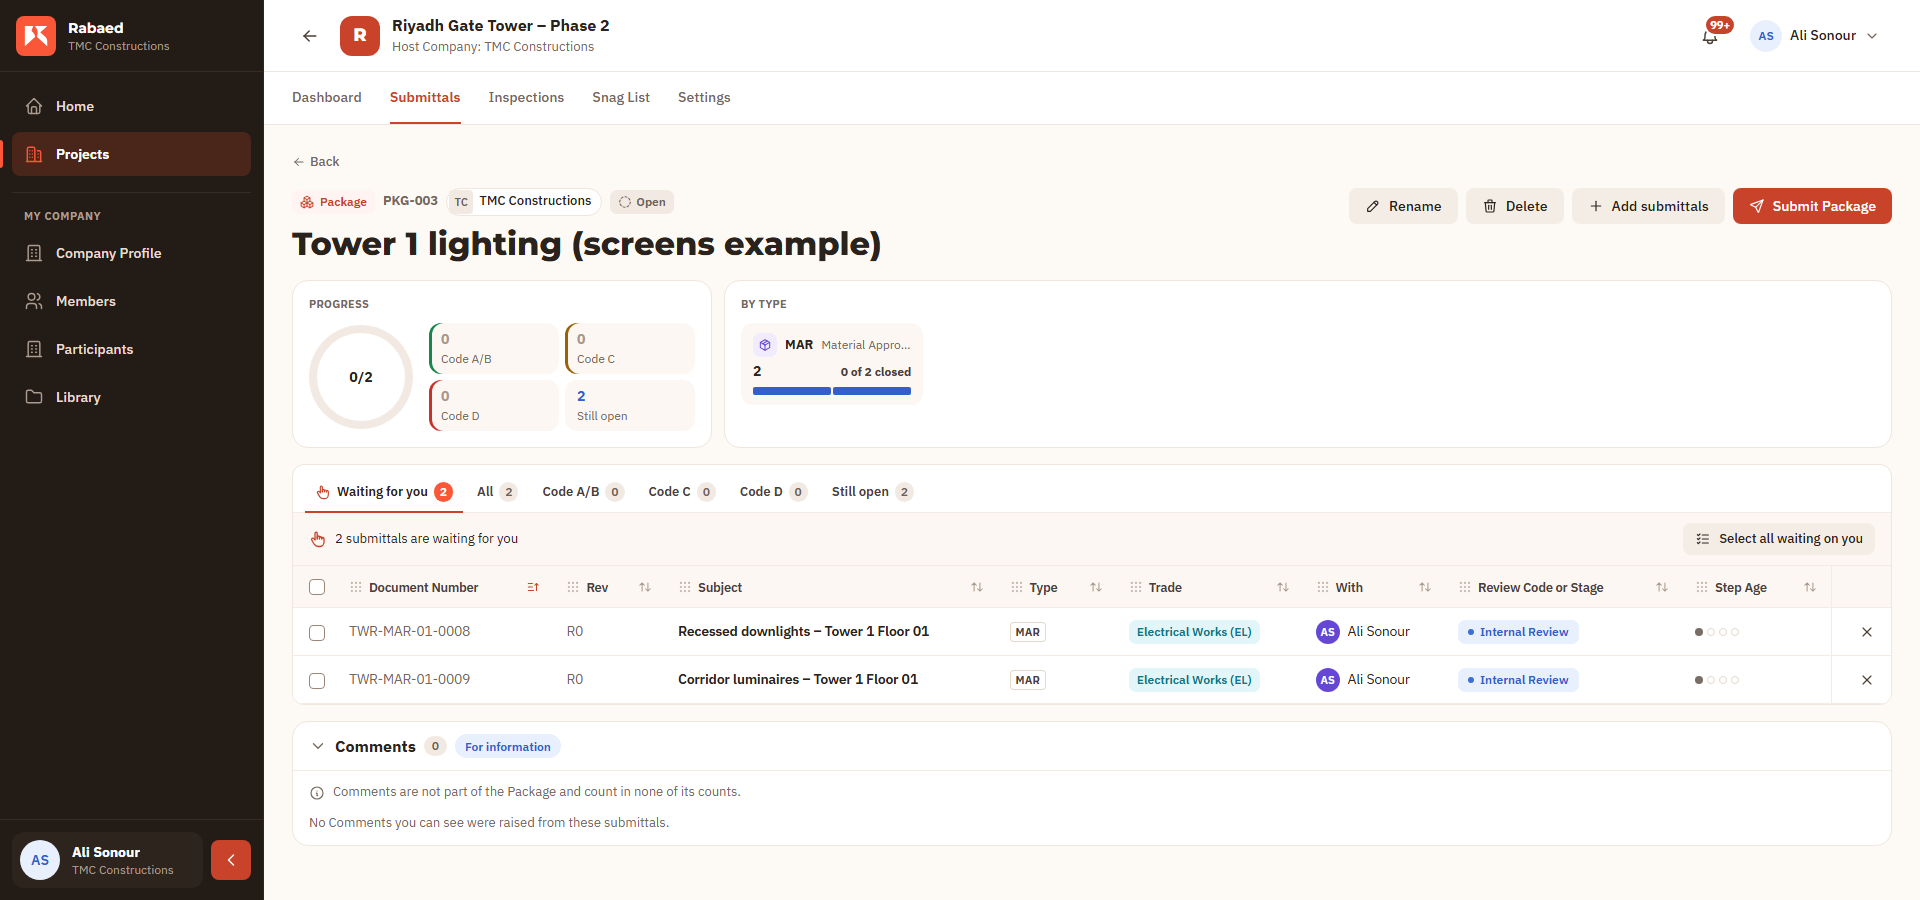 Rabaed
TMC Constructions
Home
Projects
MY COMPANY
Company Profile
Members
Participants
Library
AS
Ali Sonour
TMC Constructions
R
Riyadh Gate Tower – Phase 2
Host Company: TMC Constructions
99+
AS
Ali Sonour
Dashboard
Submittals
Inspections
Snag List
Settings
Back
Package
PKG-003
TC
TMC Constructions
Open
Rename
Delete
Add submittals
Submit Package
Tower 1 lighting (screens example)
PROGRESS
0/2
0
Code A/B
0
Code C
0
Code D
2
Still open
BY TYPE
MAR Material Appro...
2 0 of 2 closed
Waiting for you 2
All 2
Code A/B 0
Code C 0
Code D 0
Still open 2
2 submittals are waiting for you
Select all waiting on you
Document Number Rev Subject Type Trade With Review Code or Stage Step Age
TWR-MAR-01-0008 R0 Recessed downlights – Tower 1 Floor 01 MAR Electrical Works (EL) AS Ali Sonour Internal Review
TWR-MAR-01-0009 R0 Corridor luminaires – Tower 1 Floor 01 MAR Electrical Works (EL) AS Ali Sonour Internal Review
Comments 0 For information
Comments are not part of the Package and count in none of its counts.
No Comments you can see were raised from these submittals.